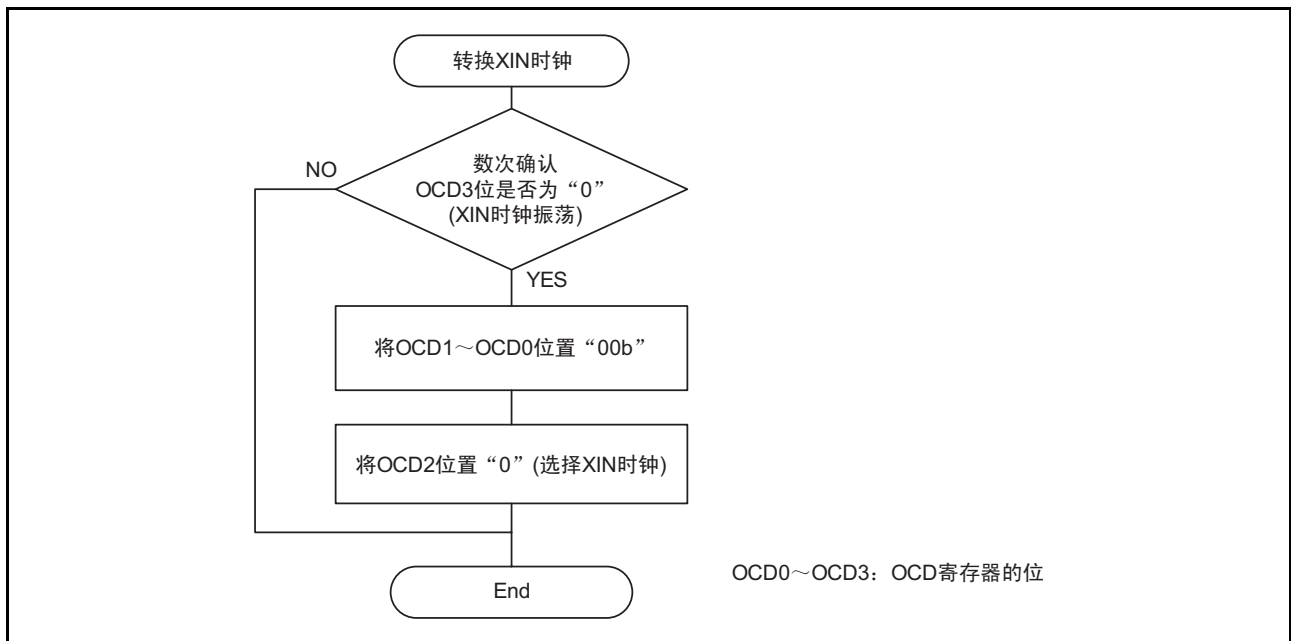 转换XIN时钟
数次确认
OCD3位是否为“0”
(XIN时钟振荡)
NO
YES
将OCD1～OCD0位置“00b”
将OCD2位置“0”(选择XIN时钟)
End
OCD0～OCD3：OCD寄存器的位